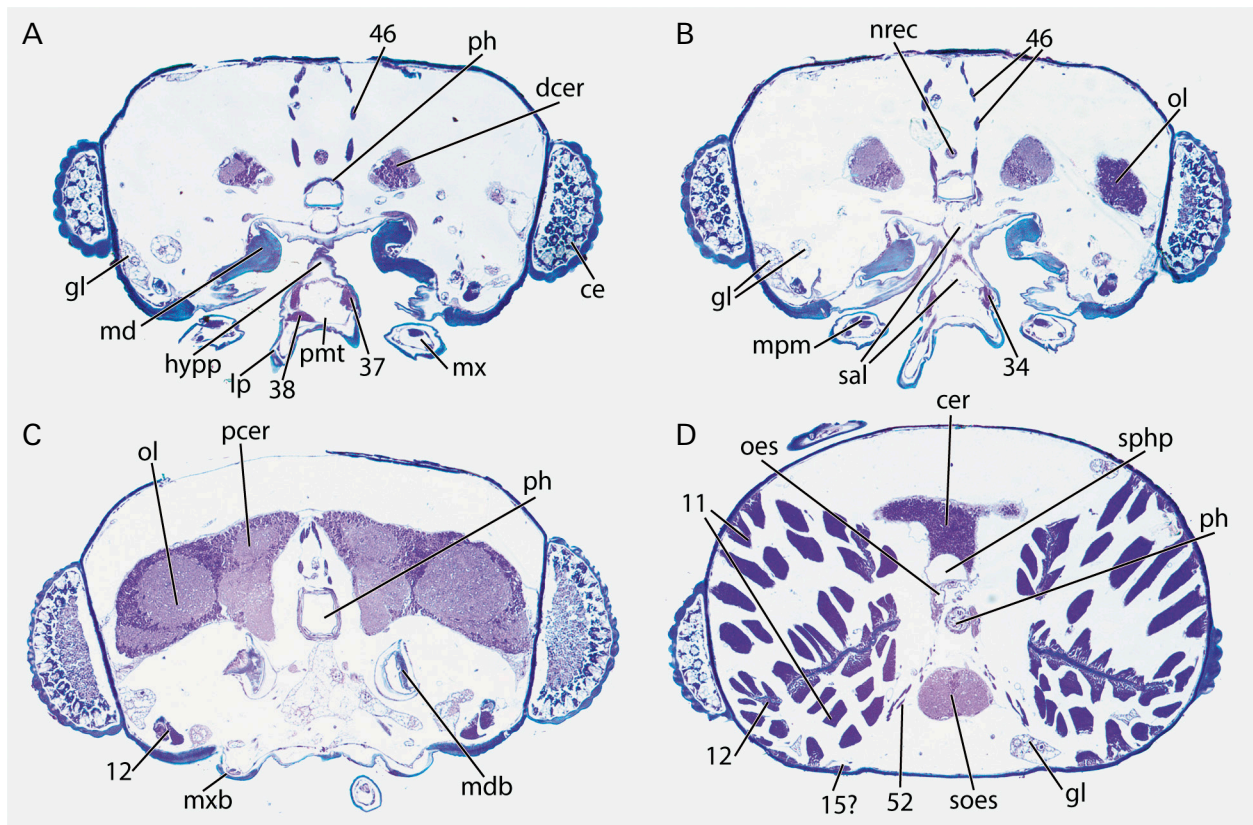 A
46
ph
dcer
gl
md
hypp
lp
38
pmt
37
mx
ce
B
nrec
46
ol
gl
mpm
sal
34
C
ol
pcer
ph
12
mxb
mdb
D
cer
oes
sphp
11
ph
12
15?
52
soes
gl